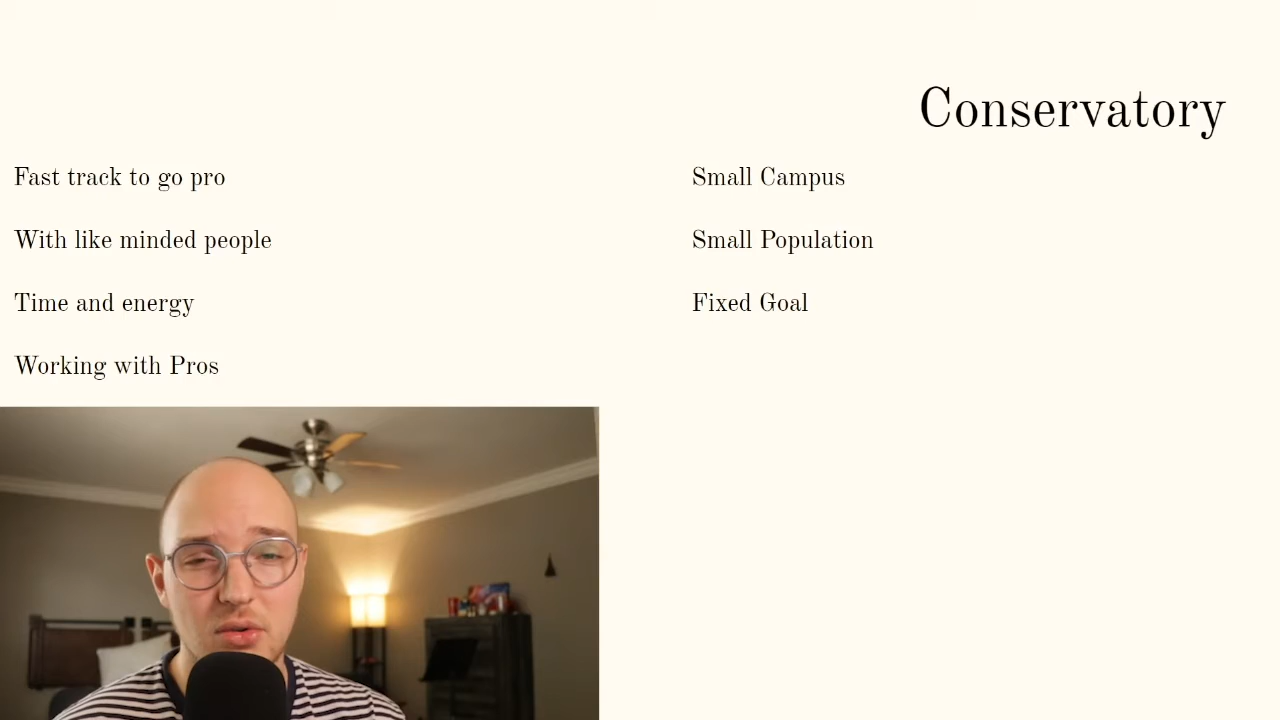 Conservatory
Fast track to go pro
With like minded people
Time and energy
Working with Pros
Small Campus
Small Population
Fixed Goal